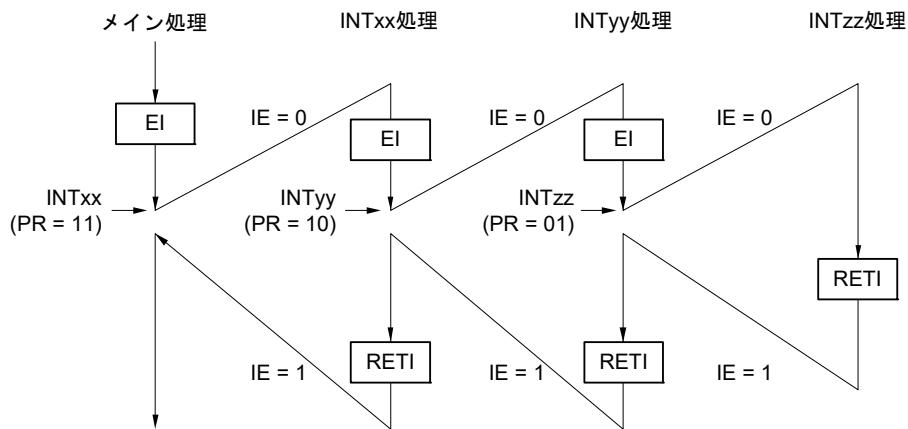 メイン処理
INTxx処理
INTyy処理
INTzz処理
EI
IE = 0
EI
IE = 0
EI
IE = 0
INTxx
(PR = 11)
INTyy
(PR = 10)
INTzz
(PR = 01)
RETI
IE = 1
RETI
IE = 1
RETI
IE = 1